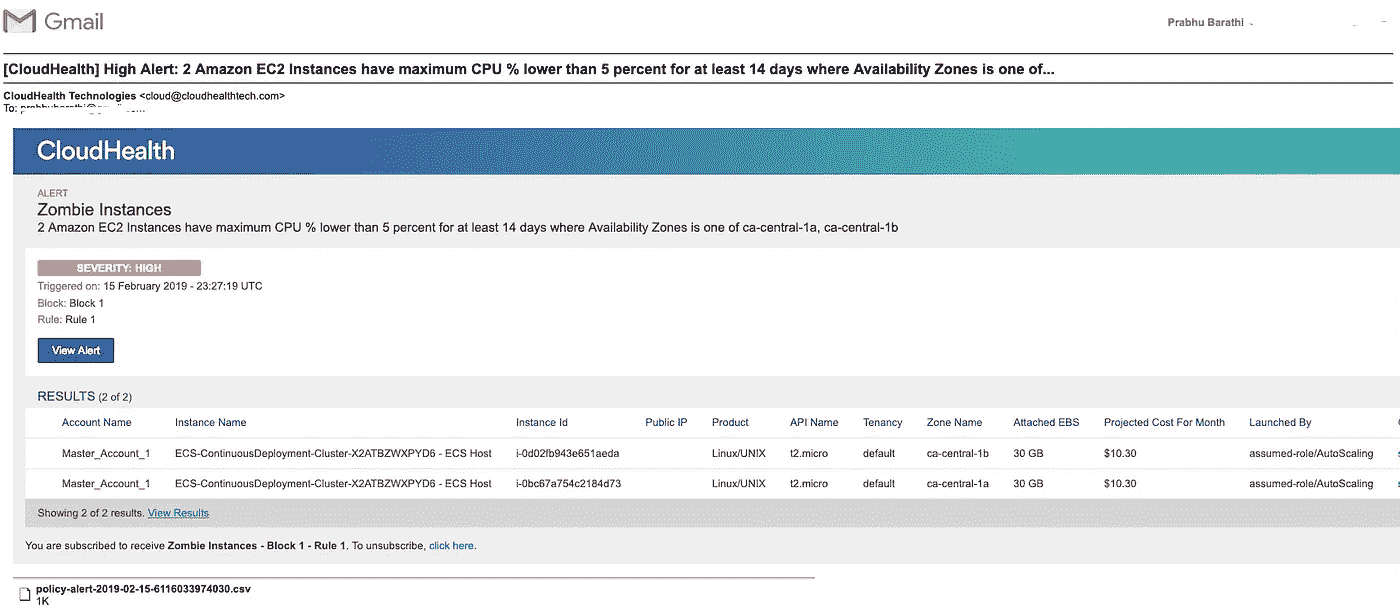 Gmail
Prabhu Barathi
[CloudHealth] High Alert: 2 Amazon EC2 Instances have maximum CPU % lower than 5 percent for at least 14 days where Availability Zones is one of...
CloudHealth Technologies <cloud@cloudhealthtech.com>
To:
CloudHealth
ALERT
Zombie Instances
2 Amazon EC2 Instances have maximum CPU % lower than 5 percent for at least 14 days where Availability Zones is one of ca-central-1a, ca-central-1b
SEVERITY: HIGH
Triggered on: 15 February 2019 - 23:27:19 UTC
Block: Block 1
Rule: Rule 1
View Alert
RESULTS (2 of 2)
Account Name Instance Name Instance Id Public IP Product API Name Tenancy Zone Name Attached EBS Projected Cost For Month Launched By
Master_Account_1 ECS-ContinuousDeployment-Cluster-X2ATBZWXPYD6 - ECS Host i-0d02fb943e651aeda Linux/UNIX t2.micro default ca-central-1b 30 GB $10.30 assumed-role/AutoScaling
Master_Account_1 ECS-ContinuousDeployment-Cluster-X2ATBZWXPYD6 - ECS Host i-0bc67a754c2184d73 Linux/UNIX t2.micro default ca-central-1a 30 GB $10.30 assumed-role/AutoScaling
Showing 2 of 2 results. View Results
You are subscribed to receive Zombie Instances - Block 1 - Rule 1. To unsubscribe, click here.
policy-alert-2019-02-15-6116033974030.csv
1K